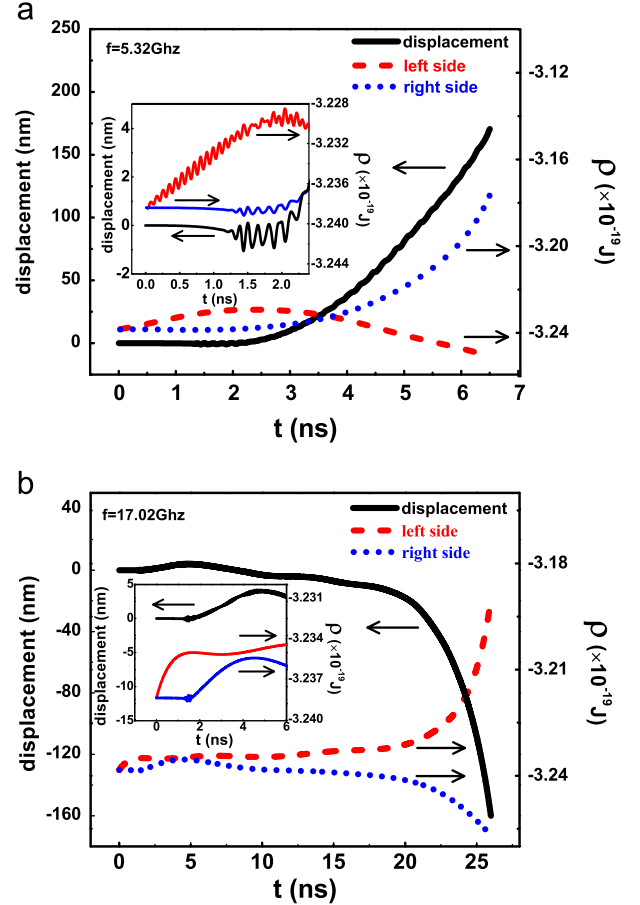 a
f=5.32Ghz
displacement
left side
right side
250
200
150
100
50
0
displacement (nm)
-3.12
-3.16
-3.20
-3.24
ρ (×10⁻¹⁹J)
4
2
0
-2
displacement (nm)
-3.228
-3.232
-3.236
-3.240
-3.244
ρ (×10⁻¹⁹J)
0.0 0.5 1.0 1.5 2.0
t (ns)
0 1 2 3 4 5 6 7
t (ns)
b
f=17.02Ghz
displacement
left side
right side
40
0
-40
-80
-120
-160
displacement (nm)
-3.18
-3.21
-3.24
ρ (×10⁻¹⁹J)
5
0
-5
-10
-15
displacement (nm)
-3.231
-3.234
-3.237
-3.240
ρ (×10⁻¹⁹J)
0 2 4 6
t (ns)
0 5 10 15 20 25
t (ns)